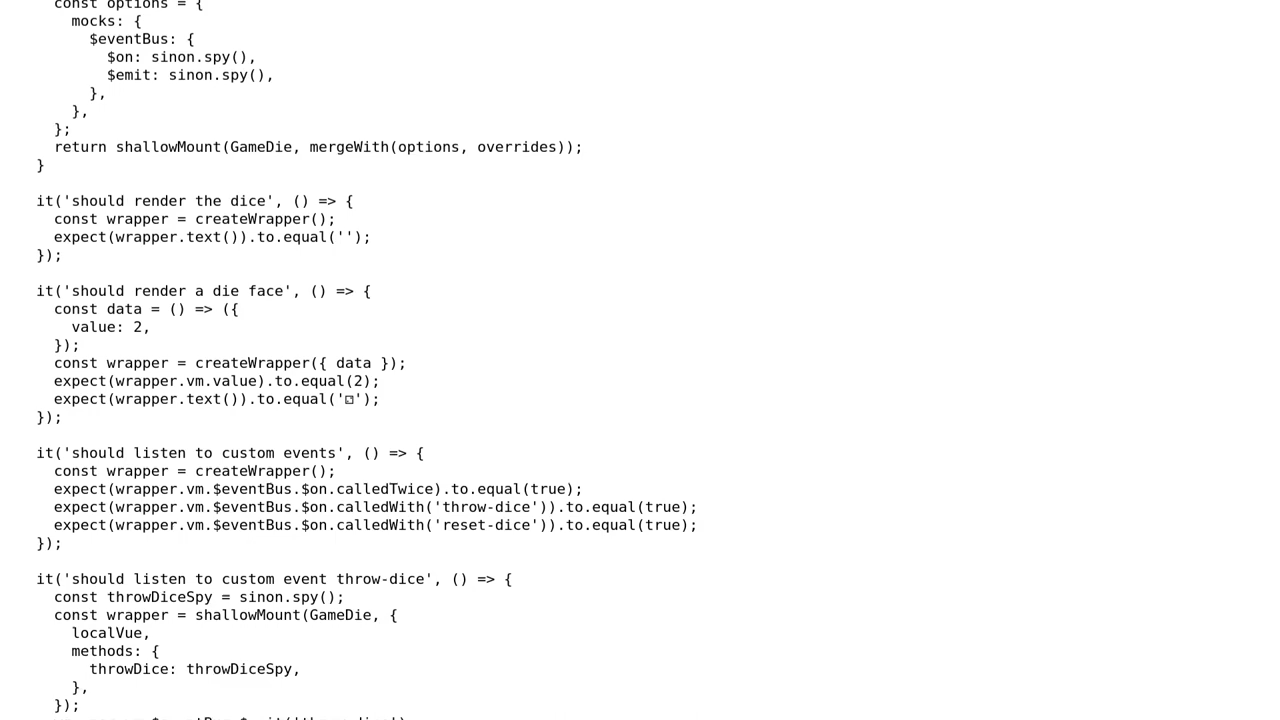 const options = {
mocks: {
$eventBus: {
$on: sinon.spy(),
$emit: sinon.spy(),
},
},
};
return shallowMount(GameDie, mergeWith(options, overrides));
}
it('should render the dice', () => {
const wrapper = createWrapper();
expect(wrapper.text()).to.equal('');
});
it('should render a die face', () => {
const data = () => ({
value: 2,
});
const wrapper = createWrapper({ data });
expect(wrapper.vm.value).to.equal(2);
expect(wrapper.text()).to.equal('⚁');
});
it('should listen to custom events', () => {
const wrapper = createWrapper();
expect(wrapper.vm.$eventBus.$on.calledTwice).to.equal(true);
expect(wrapper.vm.$eventBus.$on.calledWith('throw-dice')).to.equal(true);
expect(wrapper.vm.$eventBus.$on.calledWith('reset-dice')).to.equal(true);
});
it('should listen to custom event throw-dice', () => {
const throwDiceSpy = sinon.spy();
const wrapper = shallowMount(GameDie, {
localVue,
methods: {
throwDice: throwDiceSpy,
},
});